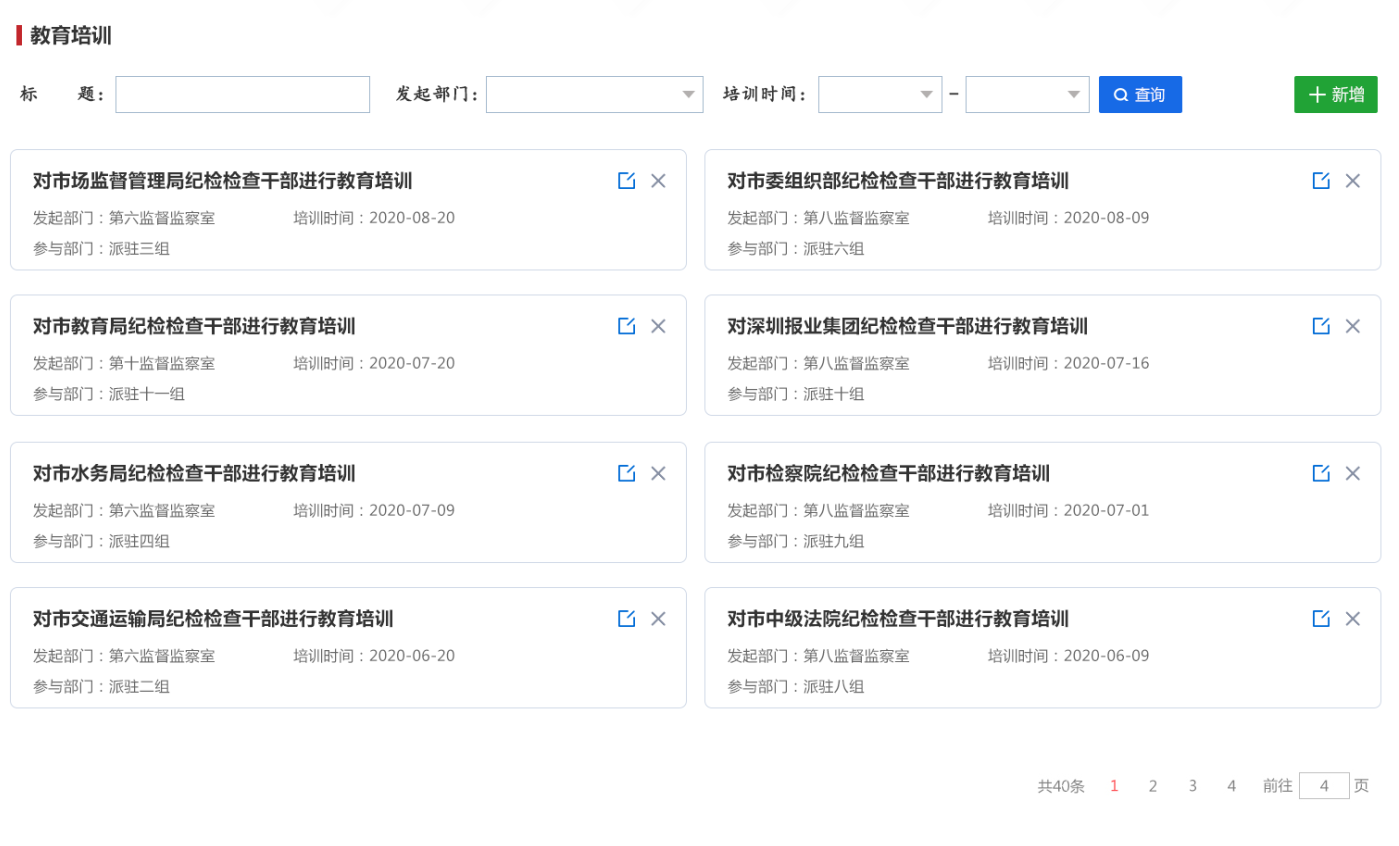 教育培训
标 题： 发起部门： 培训时间： - 查询 新增
对市场监督管理局纪检检查干部进行教育培训
发起部门：第六监督监察室 培训时间：2020-08-20
参与部门：派驻三组
对市委组织部纪检检查干部进行教育培训
发起部门：第八监督监察室 培训时间：2020-08-09
参与部门：派驻六组
对市教育局纪检检查干部进行教育培训
发起部门：第十监督监察室 培训时间：2020-07-20
参与部门：派驻十一组
对深圳报业集团纪检检查干部进行教育培训
发起部门：第八监督监察室 培训时间：2020-07-16
参与部门：派驻十组
对市水务局纪检检查干部进行教育培训
发起部门：第六监督监察室 培训时间：2020-07-09
参与部门：派驻四组
对市检察院纪检检查干部进行教育培训
发起部门：第八监督监察室 培训时间：2020-07-01
参与部门：派驻九组
对市交通运输局纪检检查干部进行教育培训
发起部门：第六监督监察室 培训时间：2020-06-20
参与部门：派驻二组
对市中级法院纪检检查干部进行教育培训
发起部门：第八监督监察室 培训时间：2020-06-09
参与部门：派驻八组
共40条 1 2 3 4 前往 4 页